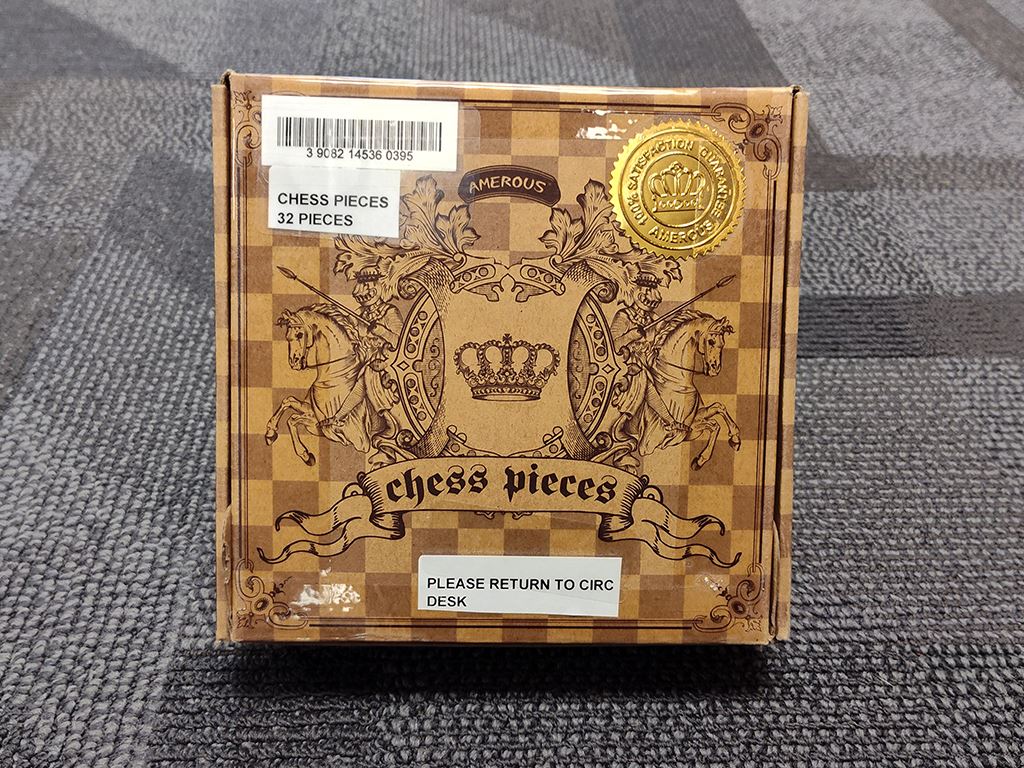 3 9082 14536 0395
CHESS PIECES
32 PIECES
AMEROUS
100% SATISFACTION GUARANTEE
AMEROUS
chess pieces
PLEASE RETURN TO CIRC
DESK